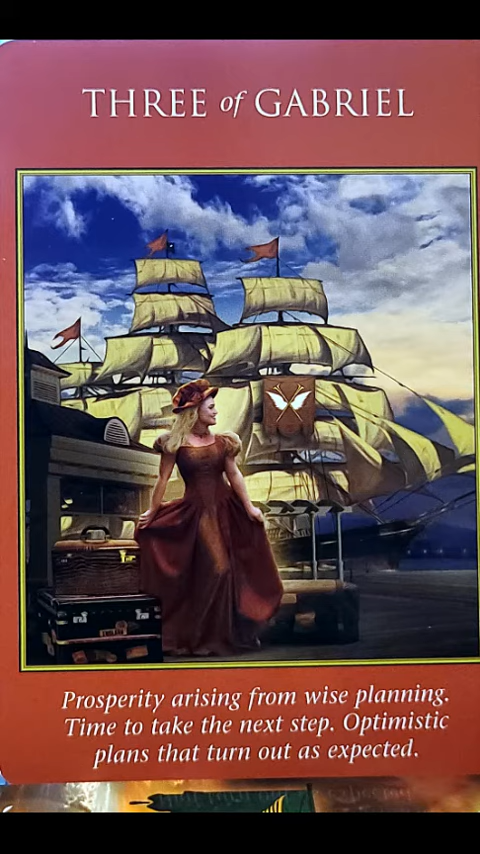 THREE of GABRIEL
ENGLAND
Prosperity arising from wise planning.
Time to take the next step. Optimistic
plans that turn out as expected.